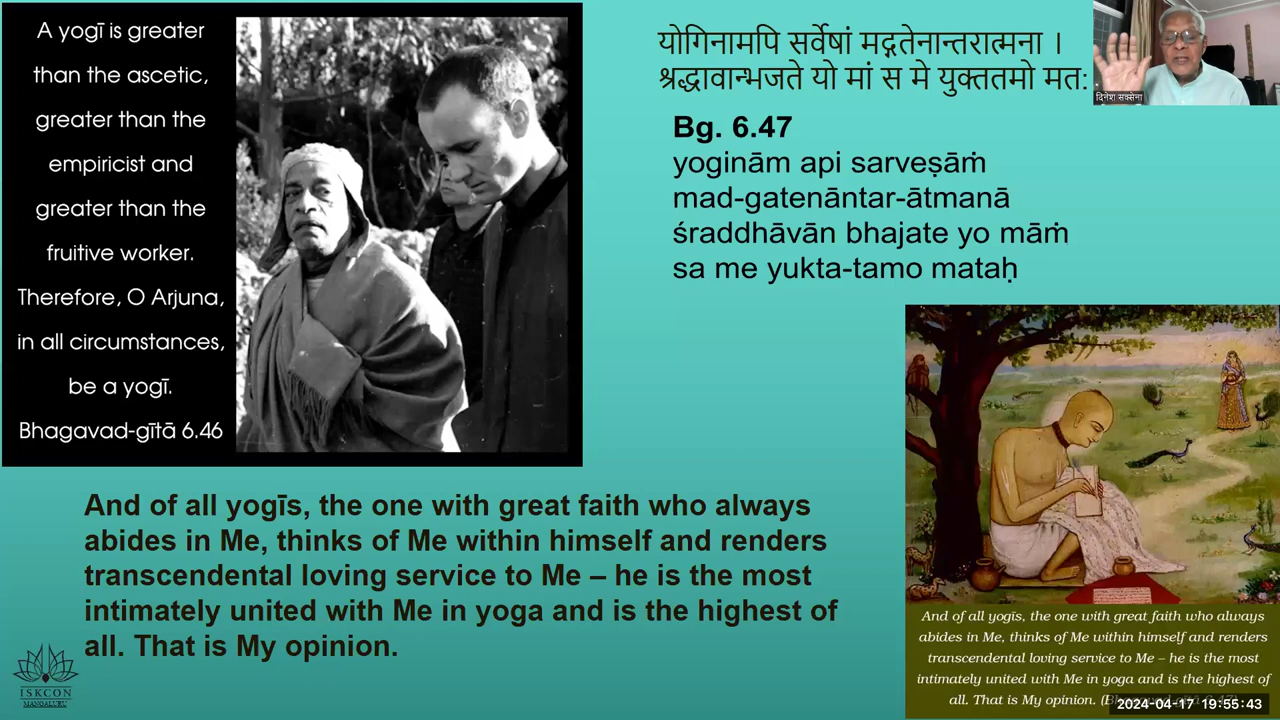 A yogī is greater
than the ascetic,
greater than the
empiricist and
greater than the
fruitive worker.
Therefore, O Arjuna,
in all circumstances,
be a yogī.
Bhagavad-gītā 6.46
योगिनामपि सर्वेषां मद्गतेनान्तरात्मना ।
श्रद्धावान्भजते यो मां स मे युक्ततमो मत:
दिनेश सक्सेना
Bg. 6.47
yoginām api sarveṣāṁ
mad-gatenāntar-ātmanā
śraddhāvān bhajate yo māṁ
sa me yukta-tamo mataḥ
And of all yogīs, the one with great faith who always
abides in Me, thinks of Me within himself and renders
transcendental loving service to Me – he is the most
intimately united with Me in yoga and is the highest of
all. That is My opinion.
ISKCON
MANGALURU
And of all yogīs, the one with great faith who always
abides in Me, thinks of Me within himself and renders
transcendental loving service to Me – he is the most
intimately united with Me in yoga and is the highest of
all. That is My opinion.
2024-04-17 19:55:43